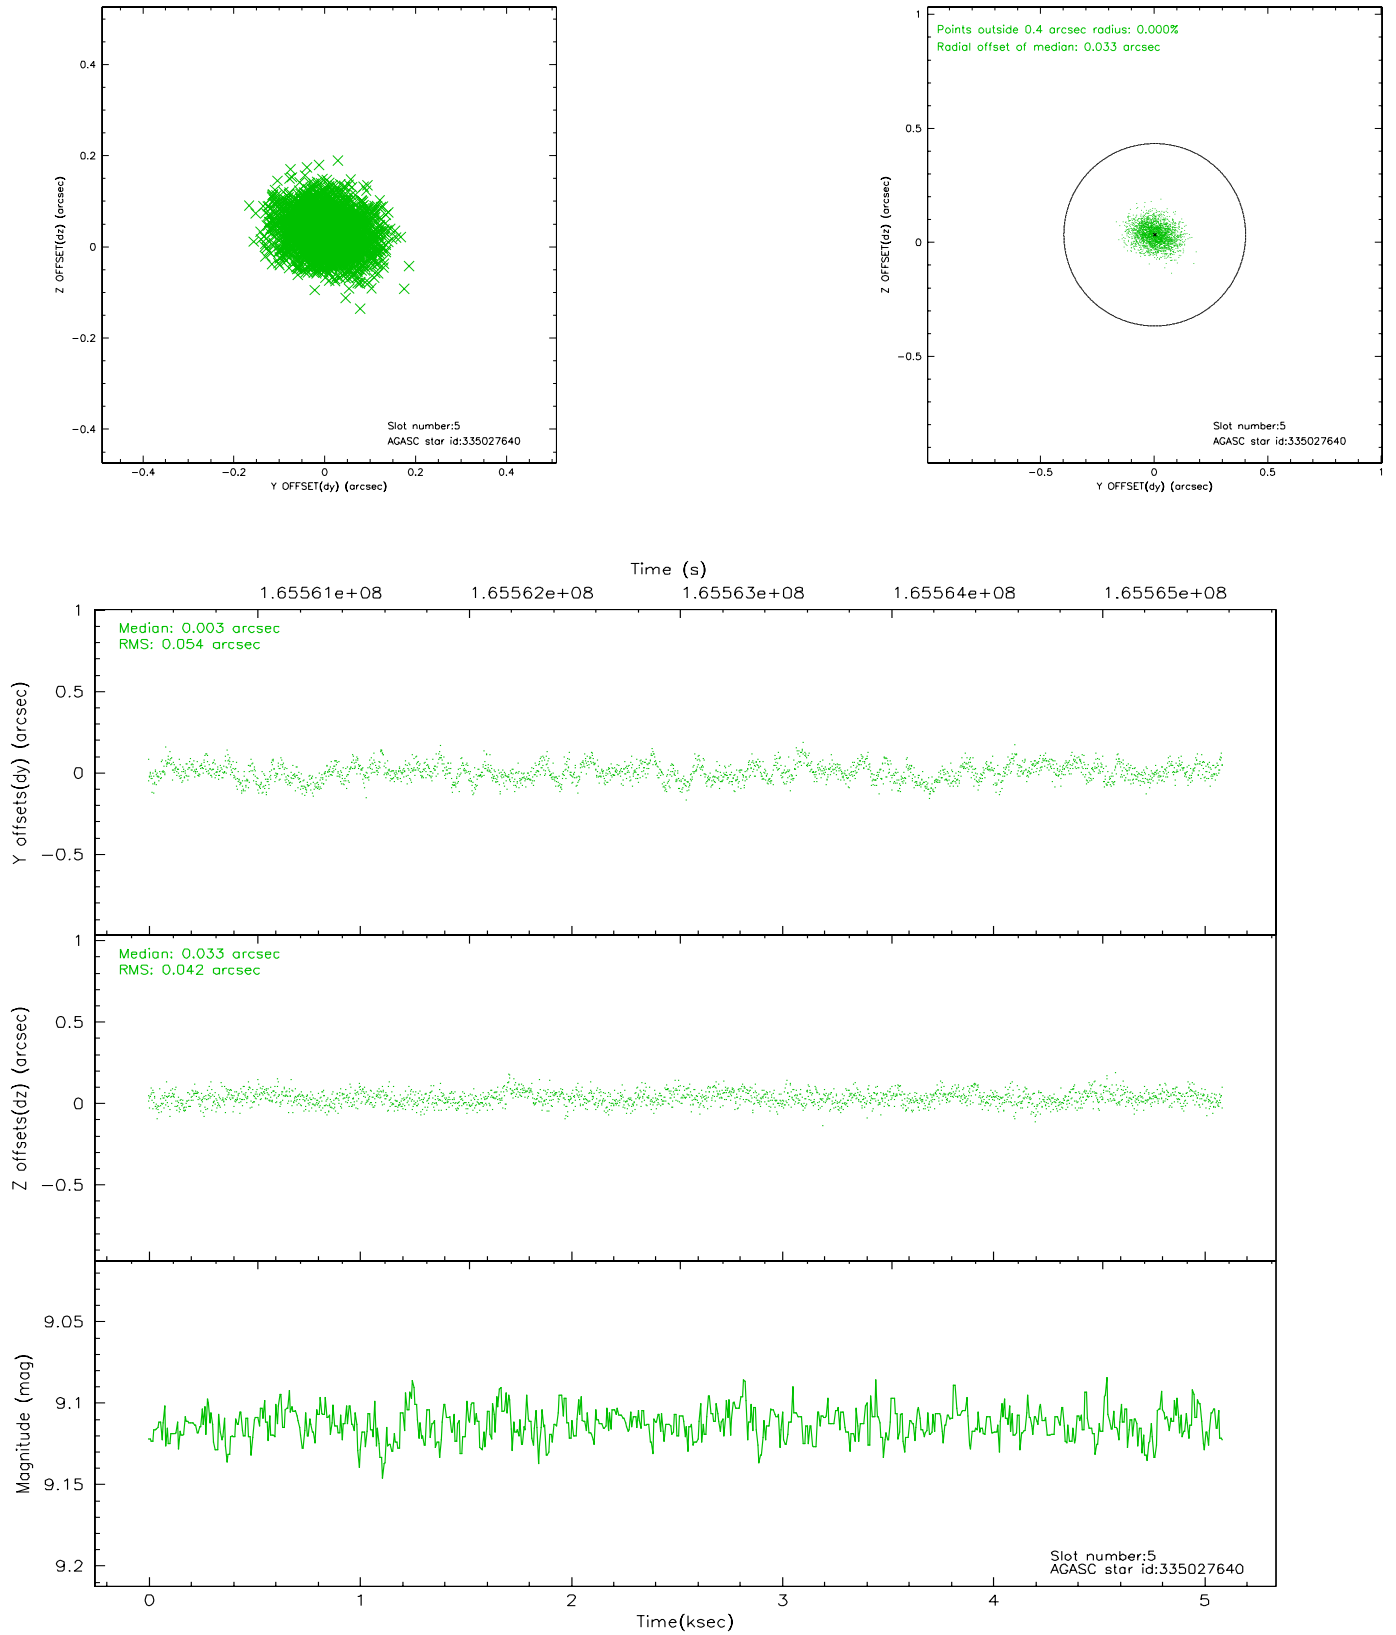 0.4
0.2
0
−0.2
−0.4
Z OFFSET(dz) (arcsec)
Slot number:5
AGASC star id:335027640
−0.4 −0.2 0 0.2 0.4
Y OFFSET(dy) (arcsec)
Points outside 0.4 arcsec radius: 0.000%
Radial offset of median: 0.033 arcsec
1
0.5
0
−0.5
Z OFFSET(dz) (arcsec)
Slot number:5
AGASC star id:335027640
−0.5 0 0.5 1
Y OFFSET(dy) (arcsec)
Time (s)
1.65561e+08 1.65562e+08 1.65563e+08 1.65564e+08 1.65565e+08
Median: 0.003 arcsec
RMS: 0.054 arcsec
1
0.5
0
−0.5
Y offsets(dy) (arcsec)
Median: 0.033 arcsec
RMS: 0.042 arcsec
1
0.5
0
−0.5
Z offsets(dz) (arcsec)
9.05
9.1
9.15
9.2
Magnitude (mag)
Slot number:5
AGASC star id:335027640
0 1 2 3 4 5
Time(ksec)